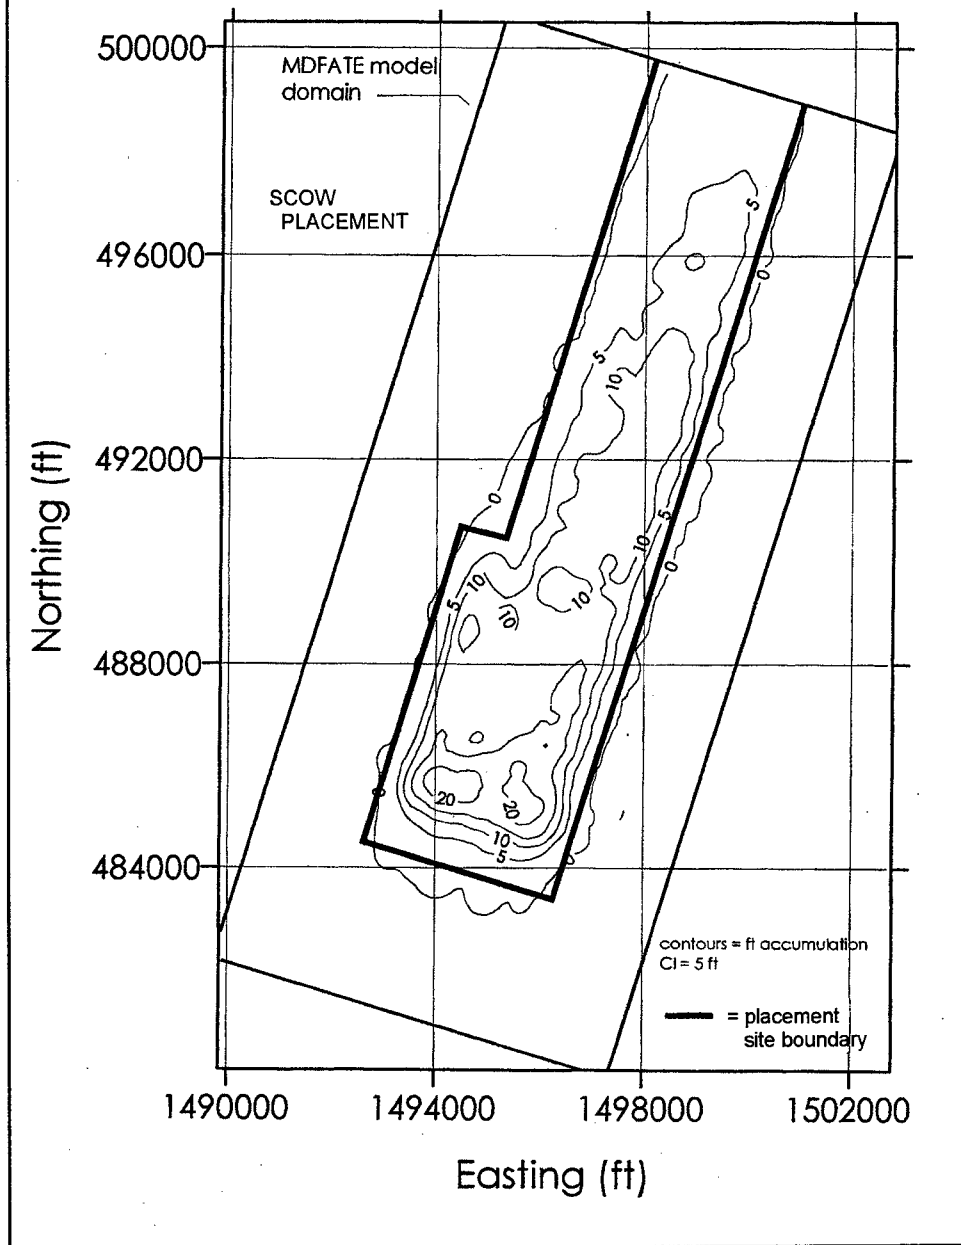 500000
MDFATE model
domain
SCOW
PLACEMENT
5
496000
0
5
10
492000
0
5
10
0
10
5
10
10
488000
0
20
20
10
5
484000
0
contours = ft accumulation
CI = 5 ft
= placement
site boundary
1490000
1494000
1498000
1502000
Northing (ft)
Easting (ft)